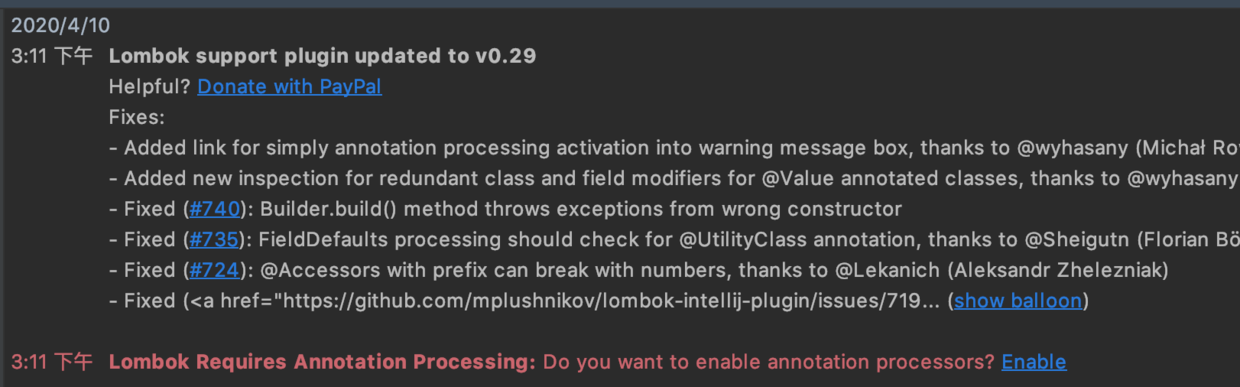 2020/4/10
3:11 下午 Lombok support plugin updated to v0.29
Helpful? Donate with PayPal
Fixes:
- Added link for simply annotation processing activation into warning message box, thanks to @wyhasany (Michał Ro
- Added new inspection for redundant class and field modifiers for @Value annotated classes, thanks to @wyhasany
- Fixed (#740): Builder.build() method throws exceptions from wrong constructor
- Fixed (#735): FieldDefaults processing should check for @UtilityClass annotation, thanks to @Sheigutn (Florian Bö
- Fixed (#724): @Accessors with prefix can break with numbers, thanks to @Lekanich (Aleksandr Zhelezniak)
- Fixed (<a href="https://github.com/mplushnikov/lombok-intellij-plugin/issues/719... (show balloon)
3:11 下午 Lombok Requires Annotation Processing: Do you want to enable annotation processors? Enable